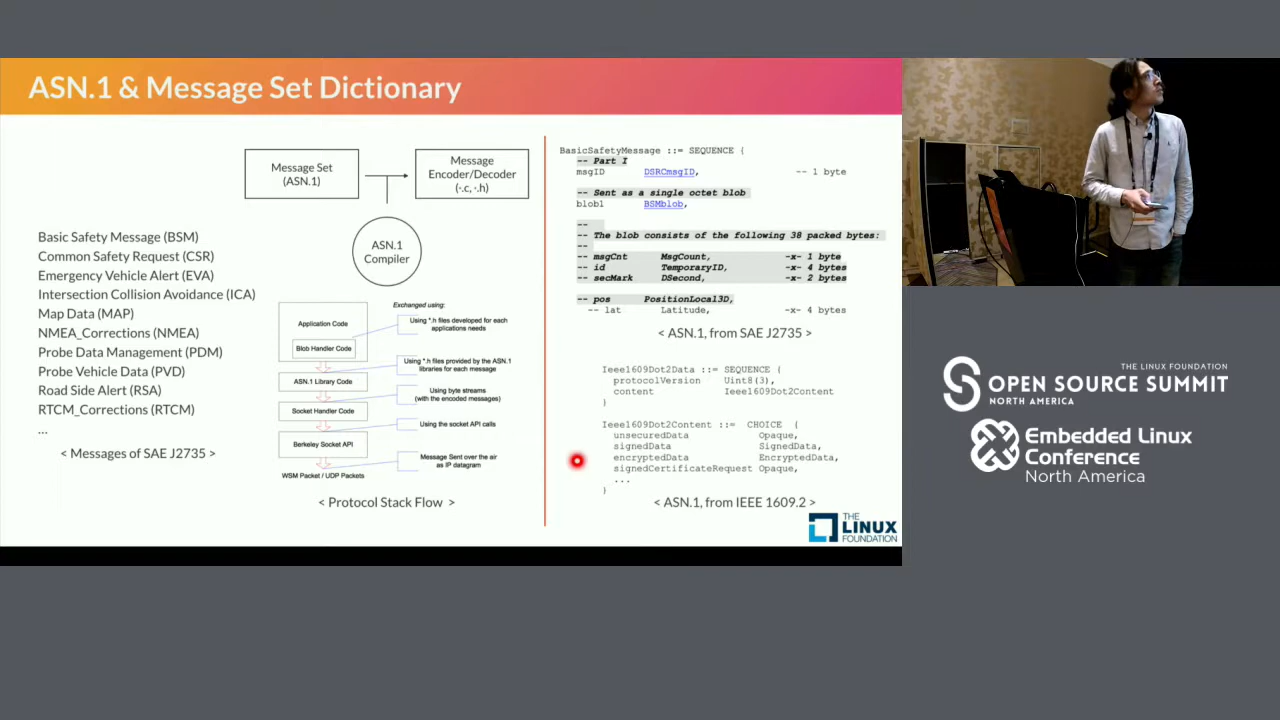 ASN.1 & Message Set Dictionary
Message Set
(ASN.1)
Message
Encoder/Decoder
(*.c, *.h)
ASN.1
Compiler
Basic Safety Message (BSM)
Common Safety Request (CSR)
Emergency Vehicle Alert (EVA)
Intersection Collision Avoidance (ICA)
Map Data (MAP)
NMEA_Corrections (NMEA)
Probe Data Management (PDM)
Probe Vehicle Data (PVD)
Road Side Alert (RSA)
RTCM_Corrections (RTCM)
...
< Messages of SAE J2735 >
Exchanged using:
Application Code
Using *.h files developed for each
applications needs
Blob Handler Code
Using *.h files provided by the ASN.1
libraries for each message
ASN.1 Library Code
Using byte streams
(with the encoded messages)
Socket Handler Code
Using the socket API calls
Berkeley Socket API
Message Sent over the air
as IP datagram
WSM Packet / UDP Packets
< Protocol Stack Flow >
BasicSafetyMessage ::= SEQUENCE {
-- Part I
msgID DSRCmsgID, -- 1 byte
-- Sent as a single octet blob
blob1 BSMblob,
--
-- The blob consists of the following 38 packed bytes:
--
-- msgCnt MsgCount, -x- 1 byte
-- id TemporaryID, -x- 4 bytes
-- secMark DSecond, -x- 2 bytes
-- pos PositionLocal3D,
-- lat Latitude, -x- 4 bytes
< ASN.1, from SAE J2735 >
Ieee1609Dot2Data ::= SEQUENCE {
protocolVersion Uint8(3),
content Ieee1609Dot2Content
}
Ieee1609Dot2Content ::= CHOICE {
unsecuredData Opaque,
signedData SignedData,
encryptedData EncryptedData,
signedCertificateRequest Opaque,
...
}
< ASN.1, from IEEE 1609.2 >
THE
LINUX
FOUNDATION
THE LINUX FOUNDATION
OPEN SOURCE SUMMIT
NORTH AMERICA
Embedded Linux
Conference
North America